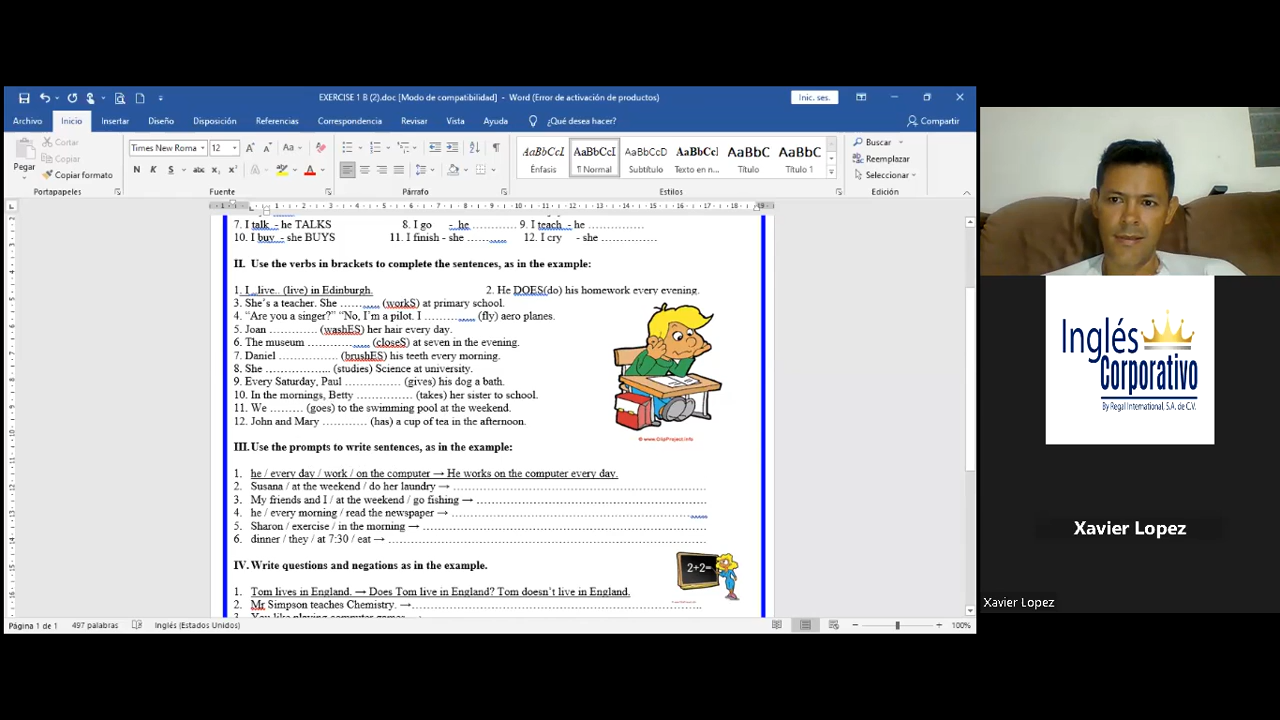 EXERCISE 1 B (2).doc [Modo de compatibilidad] - Word (Error de activación de productos)
Inic. ses.
Archivo Inicio Insertar Diseño Disposición Referencias Correspondencia Revisar Vista Ayuda ¿Qué desea hacer? Compartir
Pegar
Cortar
Copiar
Copiar formato
Portapapeles
Times New Roma 12
Fuente
Párrafo
AaBbCcL AaBbCcI AaBbCcD AaBbCcI AaBbC AaBbC
Énfasis ¶ Normal Subtítulo Texto en n... Título Título 1
Estilos
Buscar
Reemplazar
Seleccionar
Edición
7. I talk - he TALKS 8. I go - he ………… 9. I teach - he ……………
10. I buy - she BUYS 11. I finish - she ………… 12. I cry - she ……………
II. Use the verbs in brackets to complete the sentences, as in the example:
1. I ..live.. (live) in Edinburgh. 2. He DOES(do) his homework every evening.
3. She's a teacher. She ………… (workS) at primary school.
4. “Are you a singer?” “No, I’m a pilot. I ………… (fly) aero planes.
5. Joan ………… (washES) her hair every day.
6. The museum ……………… (closeS) at seven in the evening.
7. Daniel …………… (brushES) his teeth every morning.
8. She ……………… (studies) Science at university.
9. Every Saturday, Paul …………… (gives) his dog a bath.
10. In the mornings, Betty …………… (takes) her sister to school.
11. We ……… (goes) to the swimming pool at the weekend.
12. John and Mary ………… (has) a cup of tea in the afternoon.
© www.ClipProject.info
III. Use the prompts to write sentences, as in the example:
1. he / every day / work / on the computer → He works on the computer every day.
2. Susana / at the weekend / do her laundry → ……………………………………
3. My friends and I / at the weekend / go fishing → ……………………………………
4. he / every morning / read the newspaper → ……………………………………
5. Sharon / exercise / in the morning → ……………………………………
6. dinner / they / at 7:30 / eat → ……………………………………
2+2=
IV. Write questions and negations as in the example.
1. Tom lives in England. → Does Tom live in England? Tom doesn’t live in England.
2. Mr Simpson teaches Chemistry. → ……………………………………
3. You like playing computer games.
Página 1 de 1 497 palabras Inglés (Estados Unidos) 100%
Inglés
Corporativo
By Regal International, S.A. de C.V.
Xavier Lopez
Xavier Lopez